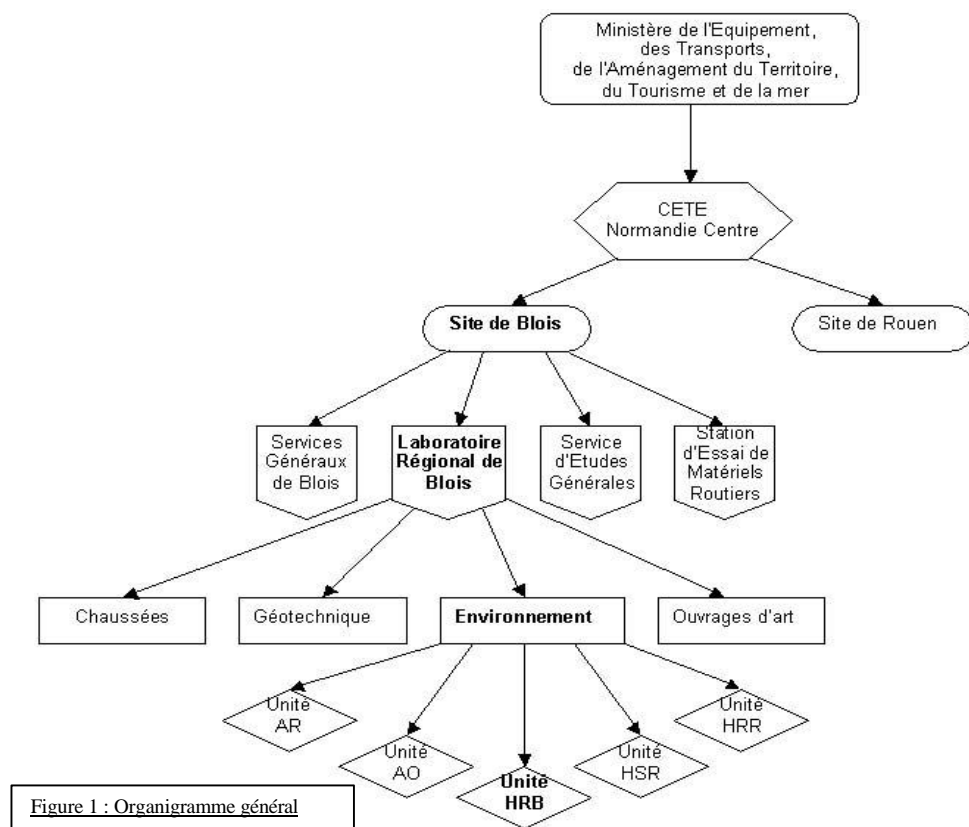 Ministère de l'Equipement,
des Transports,
de l'Aménagement du Territoire,
du Tourisme et de la mer
CETE
Normandie Centre
Site de Blois
Site de Rouen
Services
Généraux
de Blois
Laboratoire
Régional de
Blois
Service
d'Etudes
Générales
Station
d'Essai de
Matériels
Routiers
Chaussées
Géotechnique
Environnement
Ouvrages d'art
Unité
AR
Unité
AO
Unité
HRB
Unité
HSR
Unité
HRR
Figure 1 : Organigramme général